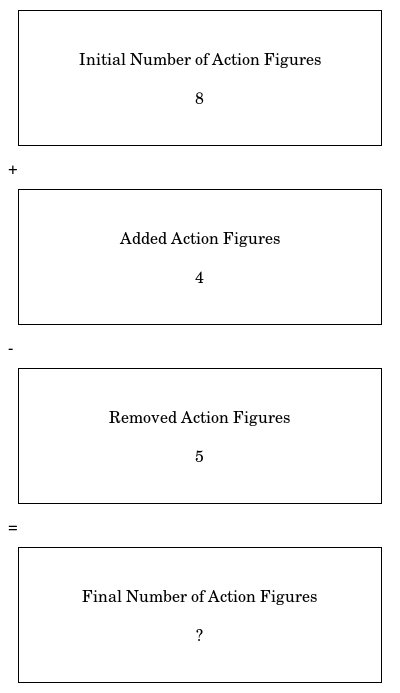 Initial Number of Action Figures
8
+
Added Action Figures
4
-
Removed Action Figures
5
=
Final Number of Action Figures
?